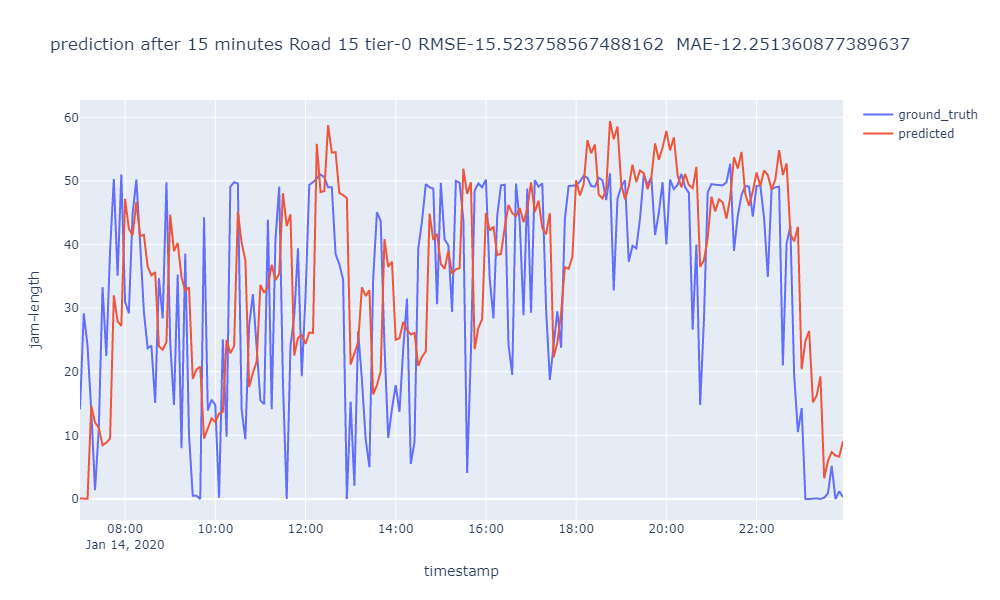 prediction after 15 minutes Road 15 tier-0 RMSE-15.523758567488162  MAE-12.251360877389637
ground_truth
predicted
jam-length
60
50
40
30
20
10
0
08:00 10:00 12:00 14:00 16:00 18:00 20:00 22:00
Jan 14, 2020
timestamp